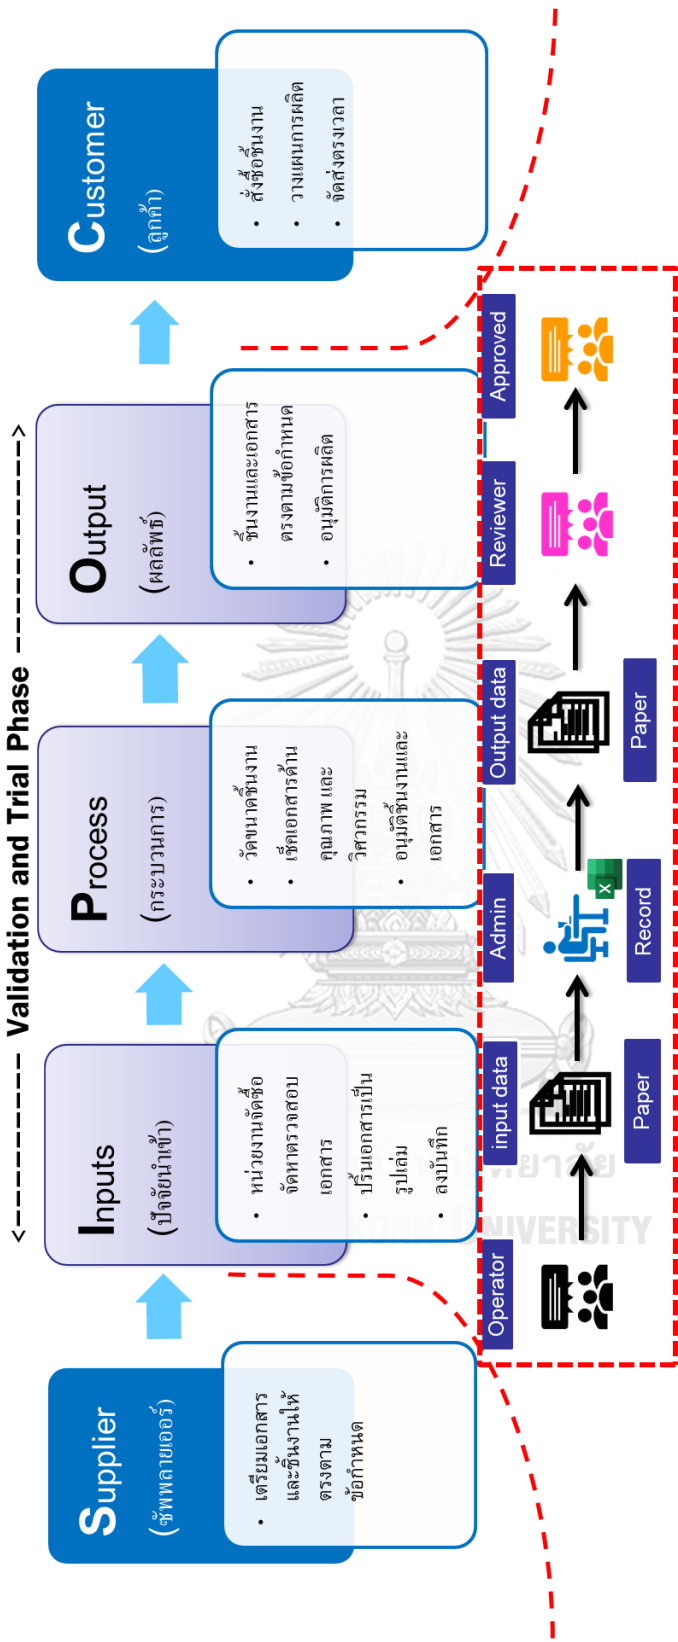 <----- Validation and Trial Phase ----->
Supplier
(ซัพพลายเออร์)
• เตรียมเอกสาร
และชิ้นงานให้
ตรงตาม
ข้อกำหนด
Inputs
(ปัจจัยนำเข้า)
• หน่วยงานจัดซื้อ
จัดหาตรวจสอบ
เอกสาร
• ปริ้นเอกสารเป็น
รูปเล่ม
• ลงบันทึก
Process
(กระบวนการ)
• วัดขนาดชิ้นงาน
• เช็คเอกสารด้าน
คุณภาพ และ
วิศวกรรม
• อนุมัติชิ้นงานและ
เอกสาร
Output
(ผลลัพธ์)
• ชิ้นงานและเอกสาร
ตรงตามข้อกำหนด
• อนุมัติการผลิต
Customer
(ลูกค้า)
• สั่งซื้อชิ้นงาน
• วางแผนการผลิต
• จัดส่งตรงเวลา
Operator
input data
Paper
Admin
X
Record
Output data
Paper
Reviewer
Approved
UNIVERSITY